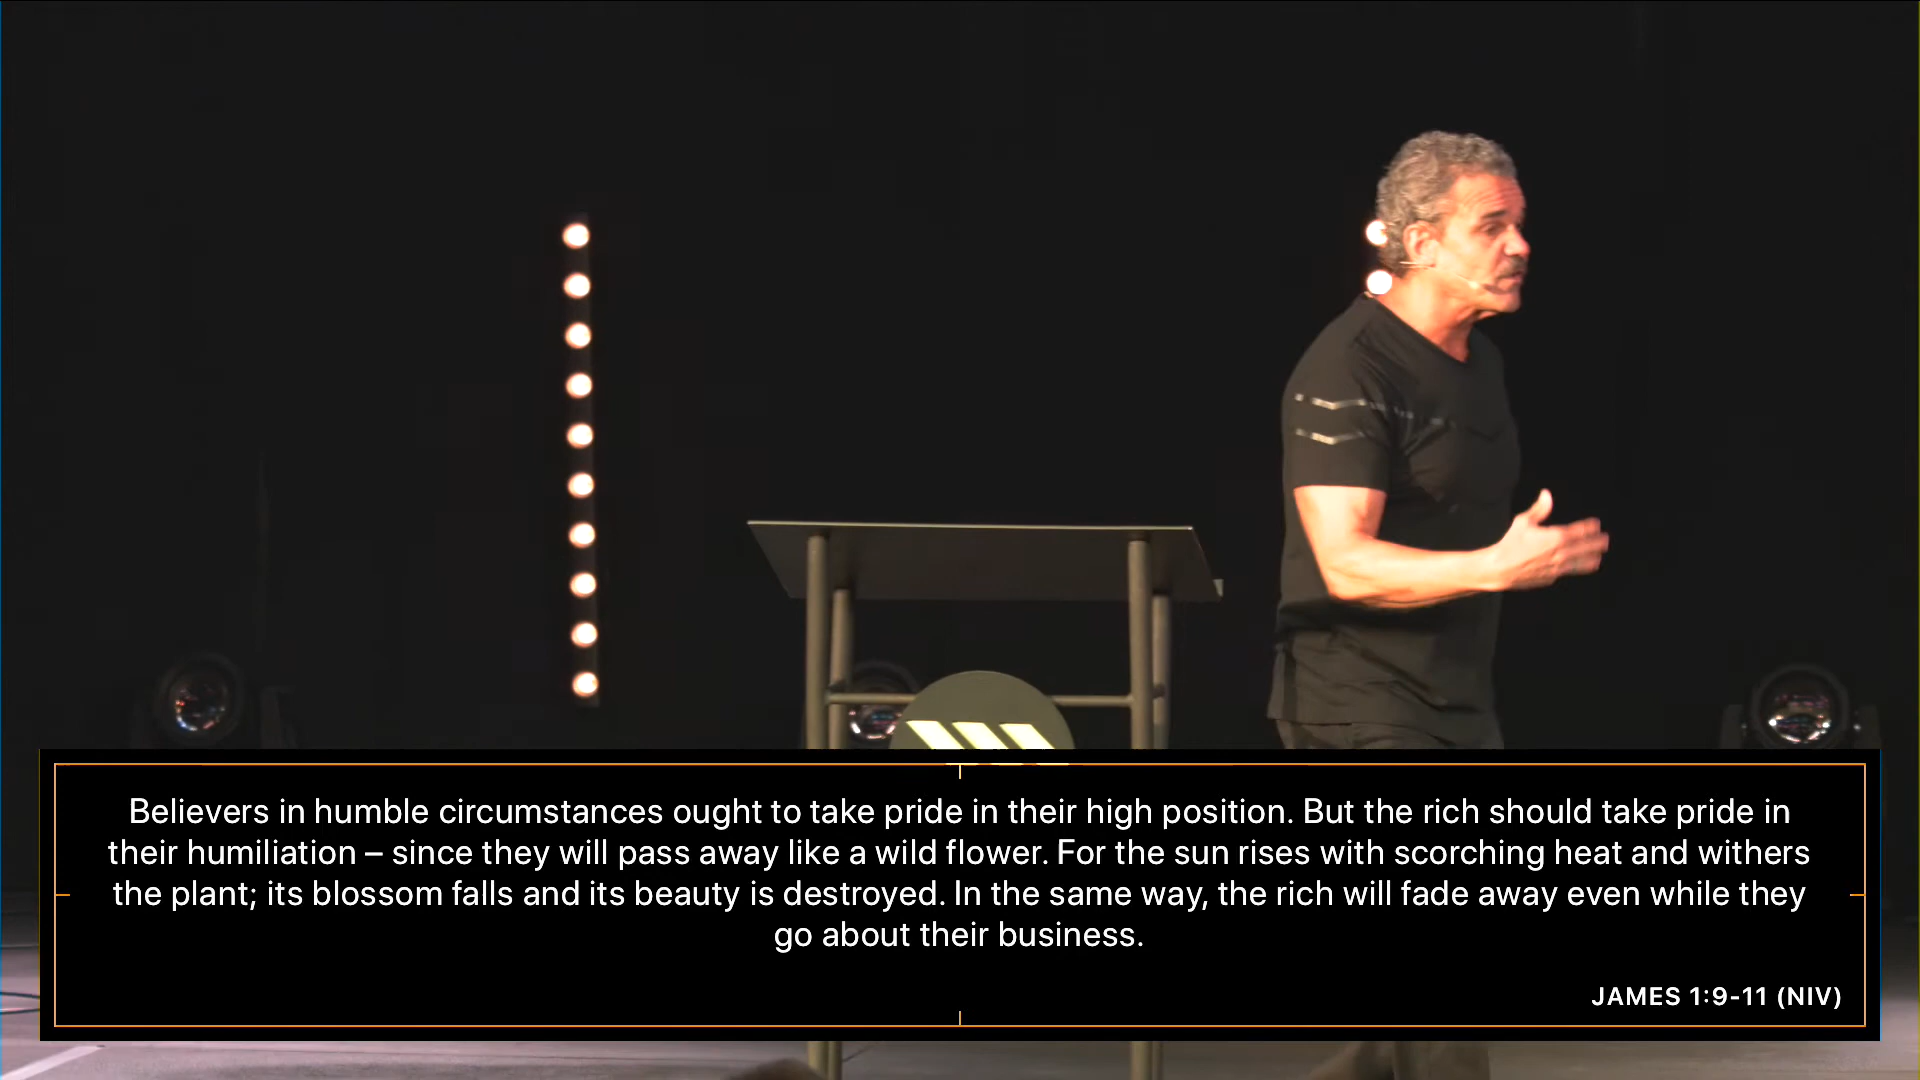 Believers in humble circumstances ought to take pride in their high position. But the rich should take pride in
their humiliation – since they will pass away like a wild flower. For the sun rises with scorching heat and withers
the plant; its blossom falls and its beauty is destroyed. In the same way, the rich will fade away even while they
go about their business.
JAMES 1:9-11 (NIV)